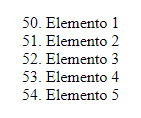 50. Elemento 1
51. Elemento 2
52. Elemento 3
53. Elemento 4
54. Elemento 5